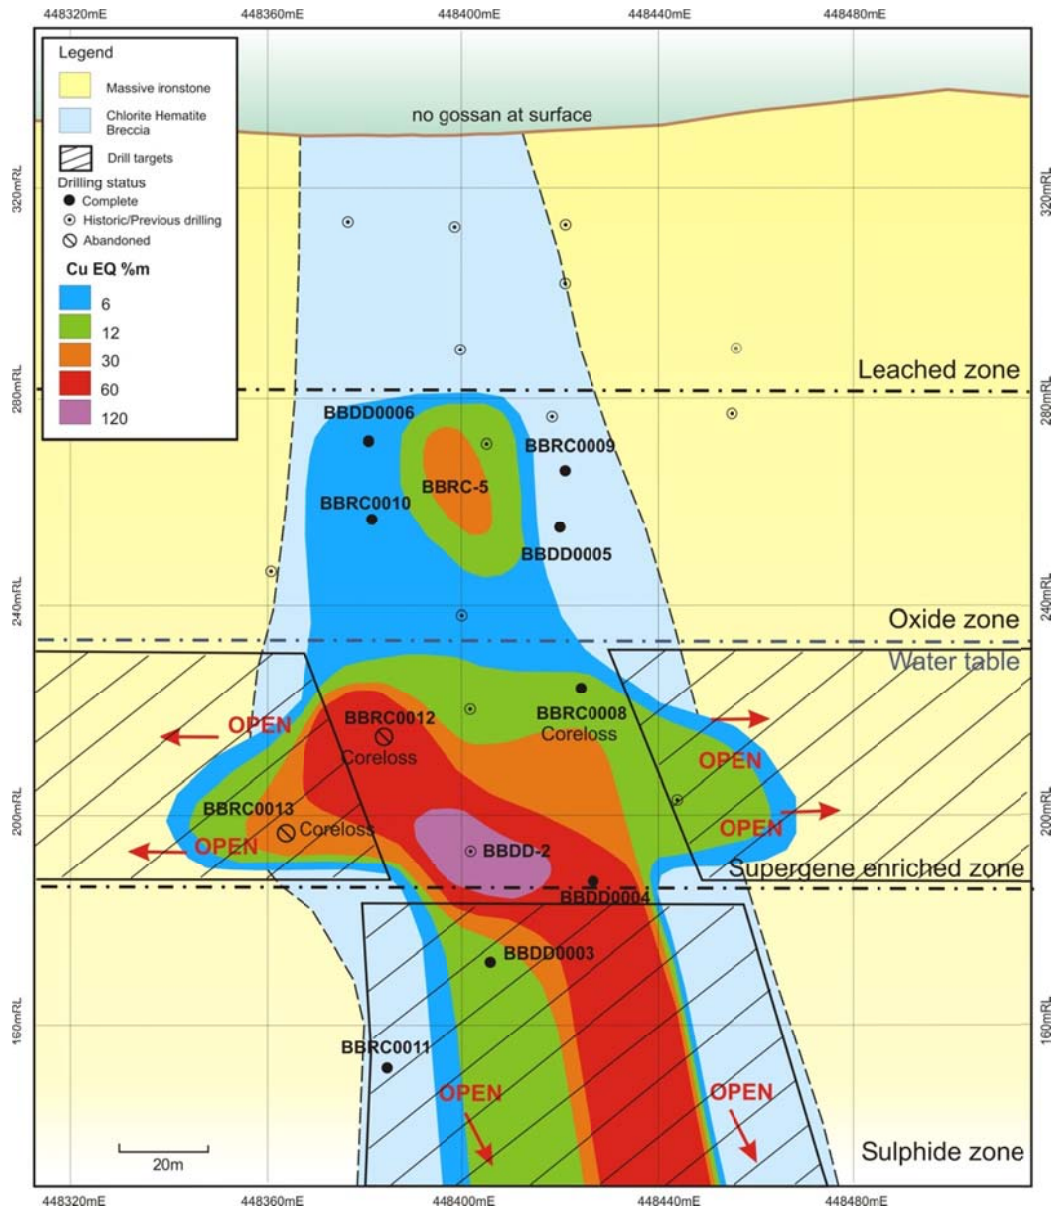 448320mE 448360mE 448400mE 448440mE 448480mE
Legend
Massive ironstone
Chlorite Hematite
Breccia
Drill targets
Drilling status
Complete
Historic/Previous drilling
Abandoned
Cu EQ %m
6
12
30
60
120
no gossan at surface
320mRL 320mRL
Leached zone
280mRL 280mRL
BBDD0006
BBRC0009
BBRC-5
BBRC0010
BBDD0005
240mRL 240mRL
Oxide zone
Water table
OPEN
BBRC0012
Coreloss
BBRC0008
Coreloss
OPEN
BBRC0013
Coreloss
200mRL 200mRL
OPEN
OPEN
BBDD-2
Supergene enriched zone
BBDD0004
BBDD0003
160mRL 160mRL
BBRC0011
OPEN
OPEN
20m
Sulphide zone
448320mE 448360mE 448400mE 448440mE 448480mE